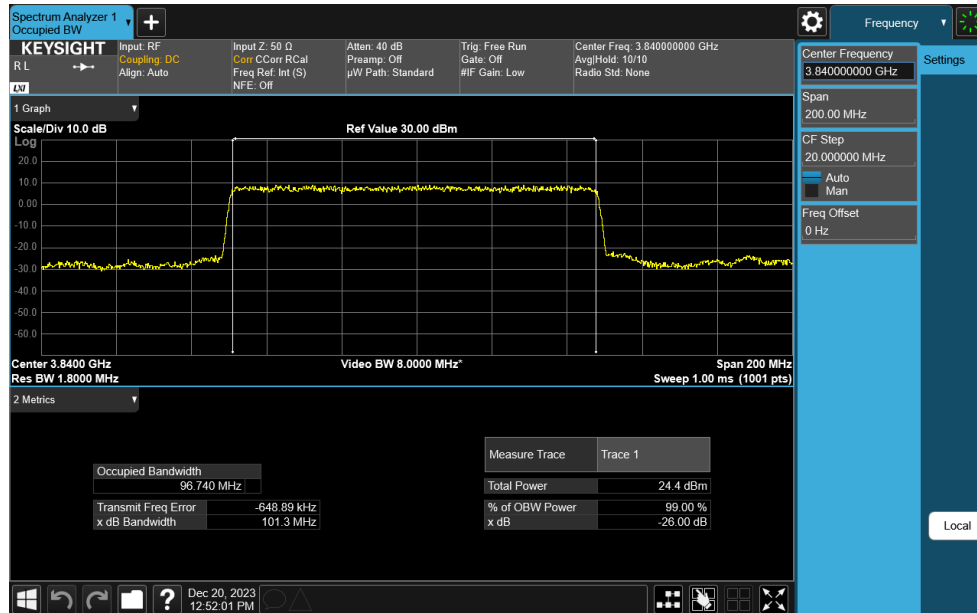 Spectrum Analyzer 1
Occupied BW
Frequency
KEYSIGHT
R L
LXI
Input: RF
Coupling: DC
Align: Auto
Input Z: 50 Ω
Corr CCorr RCal
Freq Ref: Int (S)
NFE: Off
Atten: 40 dB
Preamp: Off
µW Path: Standard
Trig: Free Run
Gate: Off
#IF Gain: Low
Center Freq: 3.840000000 GHz
Avg|Hold: 10/10
Radio Std: None
Center Frequency
3.840000000 GHz
Settings
Span
200.00 MHz
CF Step
20.000000 MHz
Auto
Man
Freq Offset
0 Hz
Local
1 Graph
Scale/Div 10.0 dB
Ref Value 30.00 dBm
Log
20.0
10.0
0.00
-10.0
-20.0
-30.0
-40.0
-50.0
-60.0
Center 3.8400 GHz
Video BW 8.0000 MHz*
Span 200 MHz
Res BW 1.8000 MHz
Sweep 1.00 ms (1001 pts)
2 Metrics
Measure Trace Trace 1
Occupied Bandwidth
96.740 MHz
Total Power 24.4 dBm
Transmit Freq Error -648.89 kHz
% of OBW Power 99.00 %
x dB Bandwidth 101.3 MHz
x dB -26.00 dB
?
Dec 20, 2023
12:52:01 PM